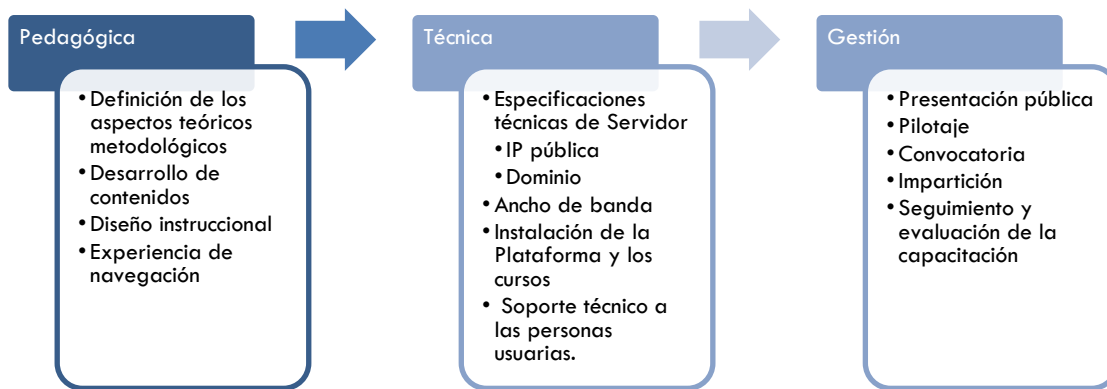 Pedagógica
• Definición de los
aspectos teóricos
metodológicos
• Desarrollo de
contenidos
• Diseño instruccional
• Experiencia de
navegación
Técnica
• Especificaciones
técnicas de Servidor
• IP pública
• Dominio
• Ancho de banda
• Instalación de la
Plataforma y los
cursos
• Soporte técnico a
las personas
usuarias.
Gestión
• Presentación pública
• Pilotaje
• Convocatoria
• Impartición
• Seguimiento y
evaluación de la
capacitación